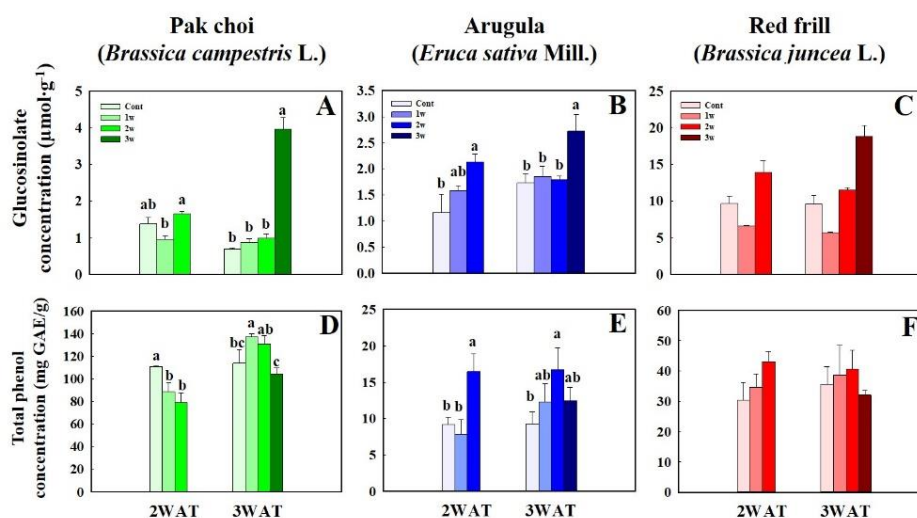 Pak choi
(Brassica campestris L.)
Arugula
(Eruca sativa Mill.)
Red frill
(Brassica juncea L.)
Glucosinolate
concentration (µmol·g⁻¹)
5
4
3
2
1
0
Cont
1w
2w
3w
A
ab
b
a
b
b
b
a
3.5
3.0
2.5
2.0
1.5
1.0
0.5
0.0
Cont
1w
2w
3w
B
b
ab
a
b
b
b
a
25
20
15
10
5
0
Cont
1w
2w
3w
C
Total phenol
concentration (mg GAE/g)
160
140
120
100
80
60
40
20
0
D
a
b
b
bc
a
ab
c
2WAT
3WAT
25
20
15
10
5
0
E
b
b
a
b
ab
a
ab
2WAT
3WAT
60
50
40
30
20
10
0
F
2WAT
3WAT